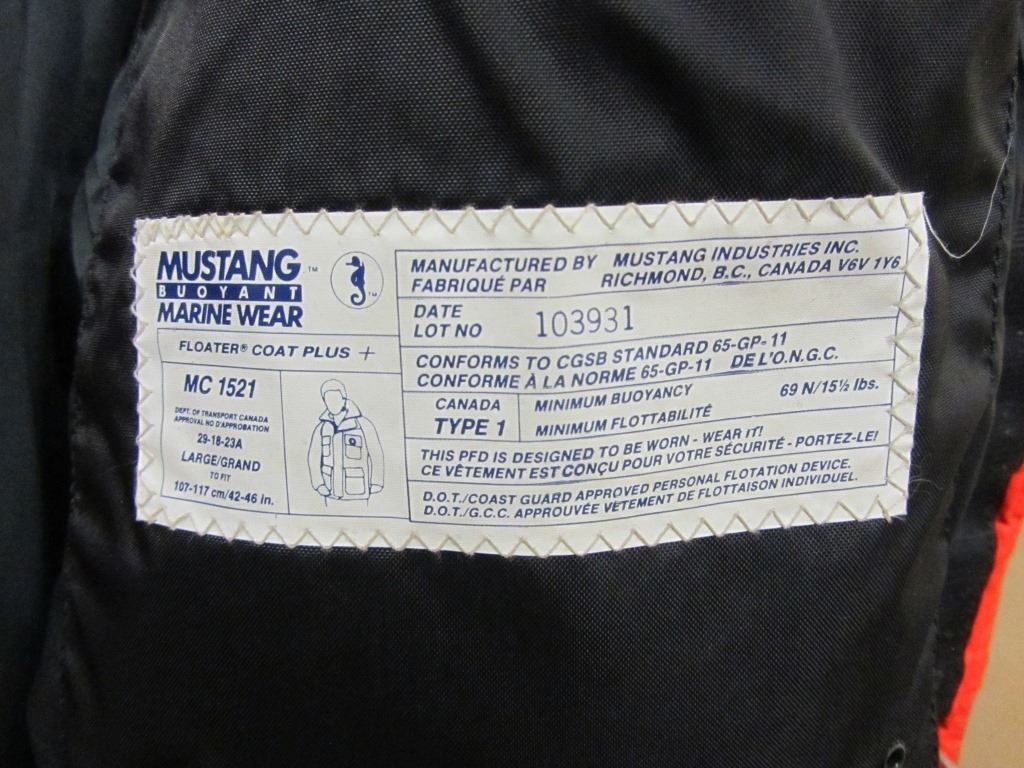 MUSTANG ™
BUOYANT
MARINE WEAR
™
FLOATER® COAT PLUS +
MC 1521
DEPT. OF TRANSPORT CANADA
APPROVAL NO D'APPROBATION
29-18-23A
LARGE/GRAND
TO FIT
107-117 cm/42-46 in.
MANUFACTURED BY MUSTANG INDUSTRIES INC.
FABRIQUÉ PAR RICHMOND, B.C., CANADA V6V 1Y6
DATE
LOT NO 103931
CONFORMS TO CGSB STANDARD 65-GP-11
CONFORME À LA NORME 65-GP-11 DE L'O.N.G.C.
CANADA
TYPE 1
MINIMUM BUOYANCY 69 N/15½ lbs.
MINIMUM FLOTTABILITÉ
THIS PFD IS DESIGNED TO BE WORN - WEAR IT!
CE VÊTEMENT EST CONÇU POUR VOTRE SÉCURITÉ - PORTEZ-LE!
D.O.T./COAST GUARD APPROVED PERSONAL FLOTATION DEVICE.
D.O.T./G.C.C. APPROUVÉE VÊTEMENT DE FLOTTAISON INDIVIDUEL.